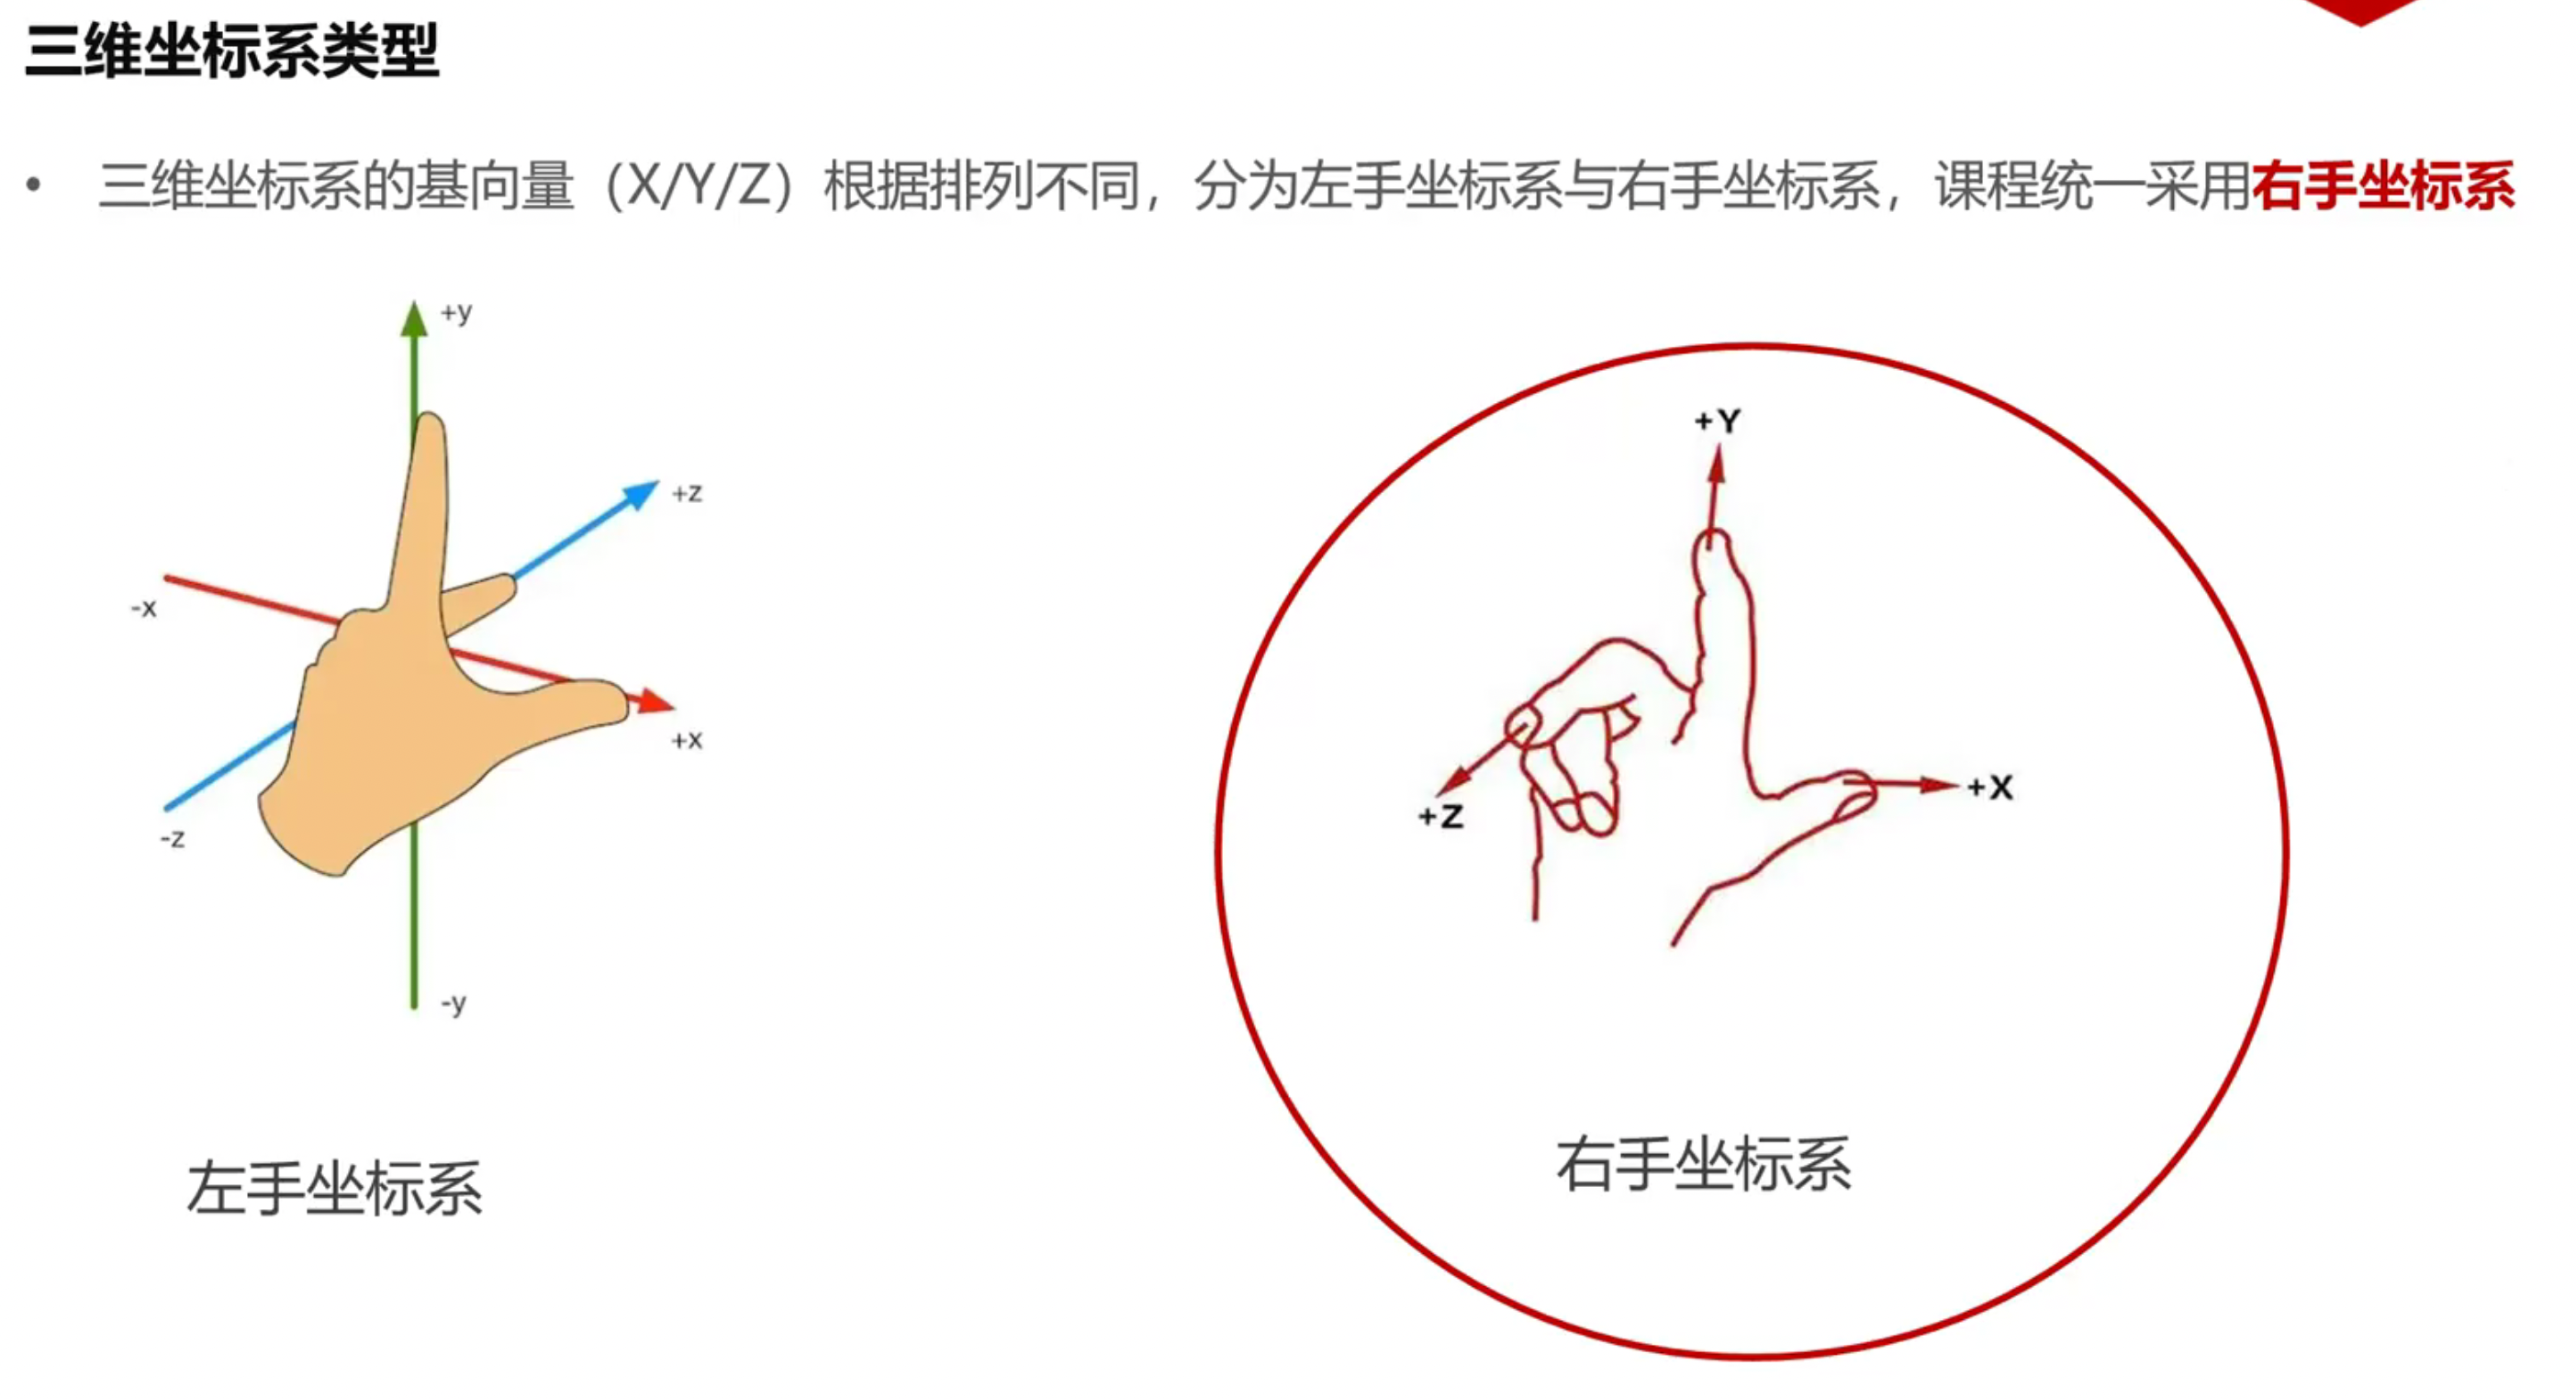 三维坐标系类型
• 三维坐标系的基向量（X/Y/Z）根据排列不同，分为左手坐标系与右手坐标系，课程统一采用右手坐标系
+y
+z
-x
+x
-z
-y
左手坐标系
+Y
+X
+Z
右手坐标系